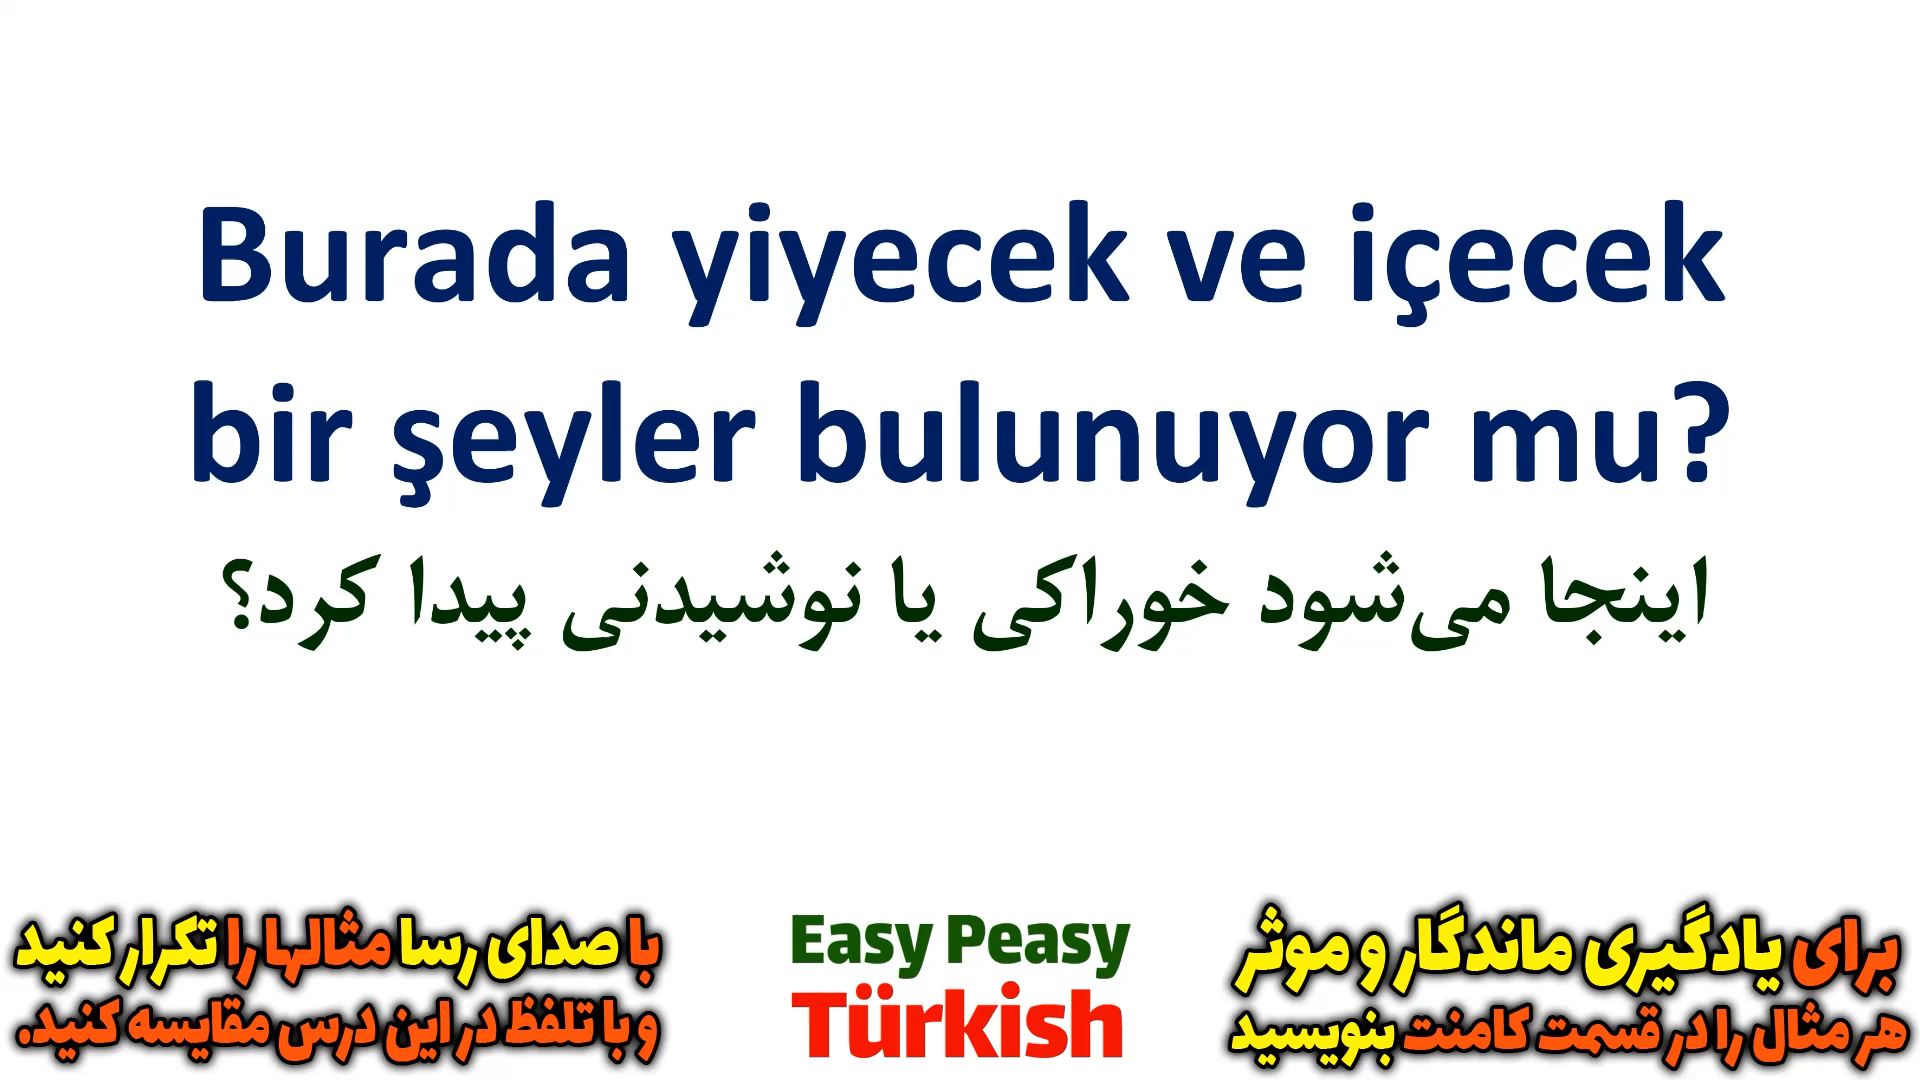 Burada yiyecek ve içecek
bir şeyler bulunuyor mu?
اینجا می‌شود خوراکی یا نوشیدنی پیدا کرد؟
برای یادگیری ماندگار و موثر
هر مثال را در قسمت کامنت بنویسید
Easy Peasy
Türkish
با صدای رسا مثالها را تکرار کنید
و با تلفظ در این درس مقایسه کنید.